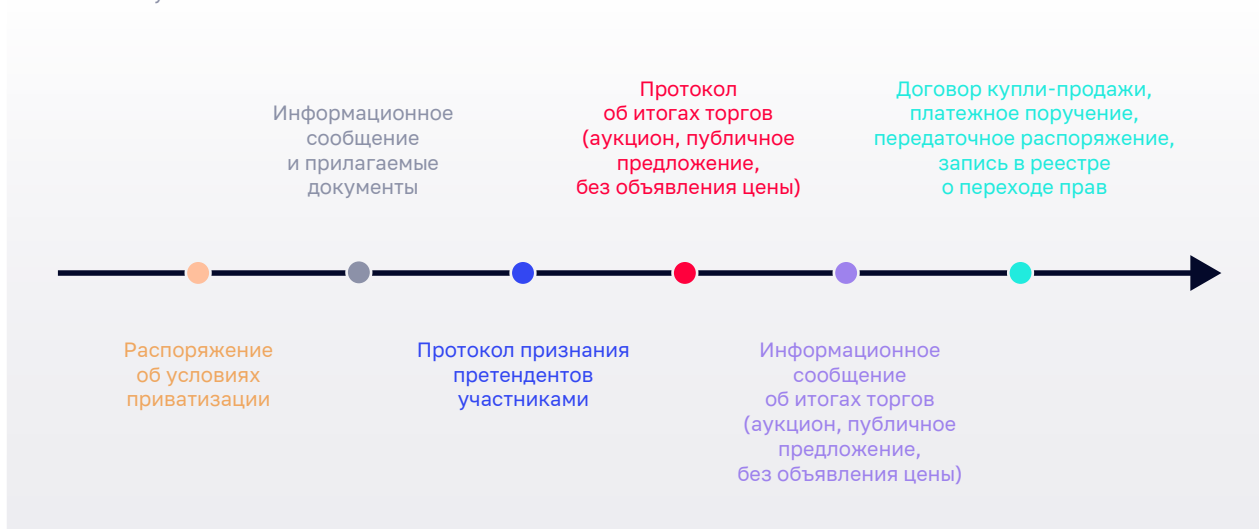 Информационное
сообщение
и прилагаемые
документы
Протокол
об итогах торгов
(аукцион, публичное
предложение,
без объявления цены)
Договор купли-продажи,
платежное поручение,
передаточное распоряжение,
запись в реестре
о переходе прав
Распоряжение
об условиях
приватизации
Протокол признания
претендентов
участниками
Информационное
сообщение
об итогах торгов
(аукцион, публичное
предложение,
без объявления цены)